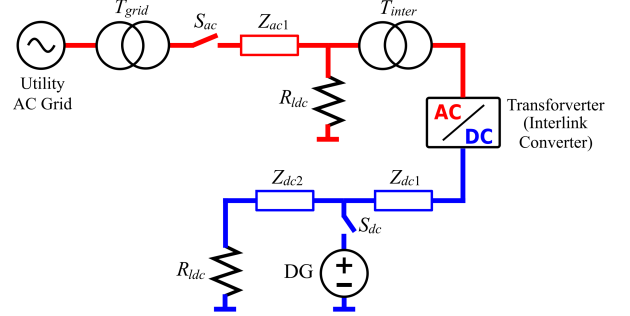 Tgrid
Sac
Zac1
Tinter
Utility
AC Grid
Rldc
AC
DC
Transforverter
(Interlink
Converter)
Zdc2
Zdc1
Sdc
Rldc
DG
+
−